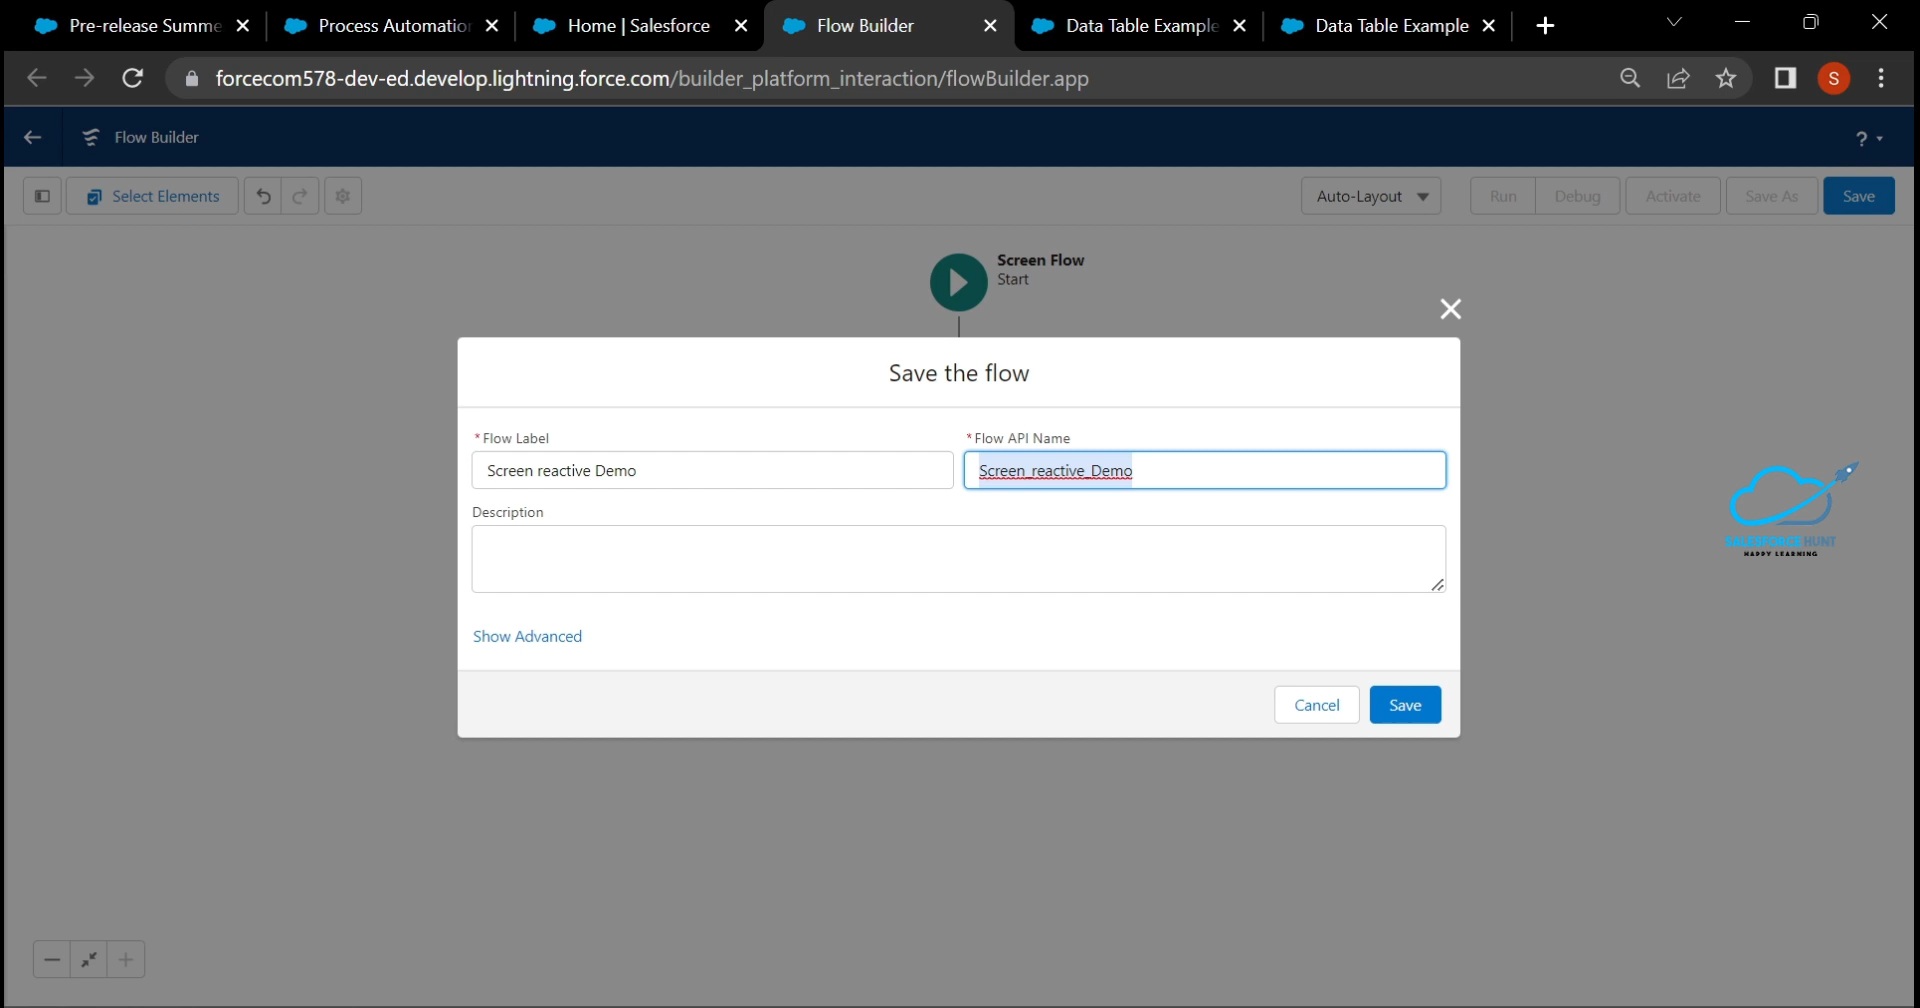 Pre-release Summe
Process Automation
Home | Salesforce
Flow Builder
Data Table Example
Data Table Example
forcecom578-dev-ed.develop.lightning.force.com/builder_platform_interaction/flowBuilder.app
S
Flow Builder
?
Select Elements
Auto-Layout
Run
Debug
Activate
Save As
Save
Screen Flow
Start
Save the flow
* Flow Label
* Flow API Name
Screen reactive Demo
Screen_reactive_Demo
Description
Show Advanced
Cancel
Save
SALESFORCE HUNT
HAPPY LEARNING